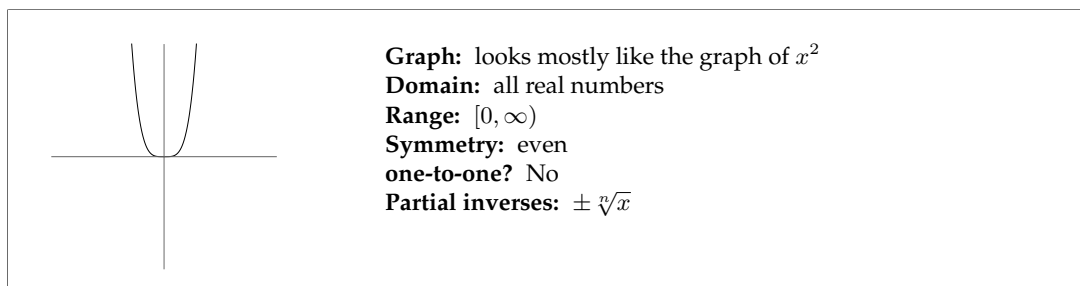 Graph: looks mostly like the graph of x²
Domain: all real numbers
Range: [0, ∞)
Symmetry: even
one-to-one? No
Partial inverses: ± ⁿ√x